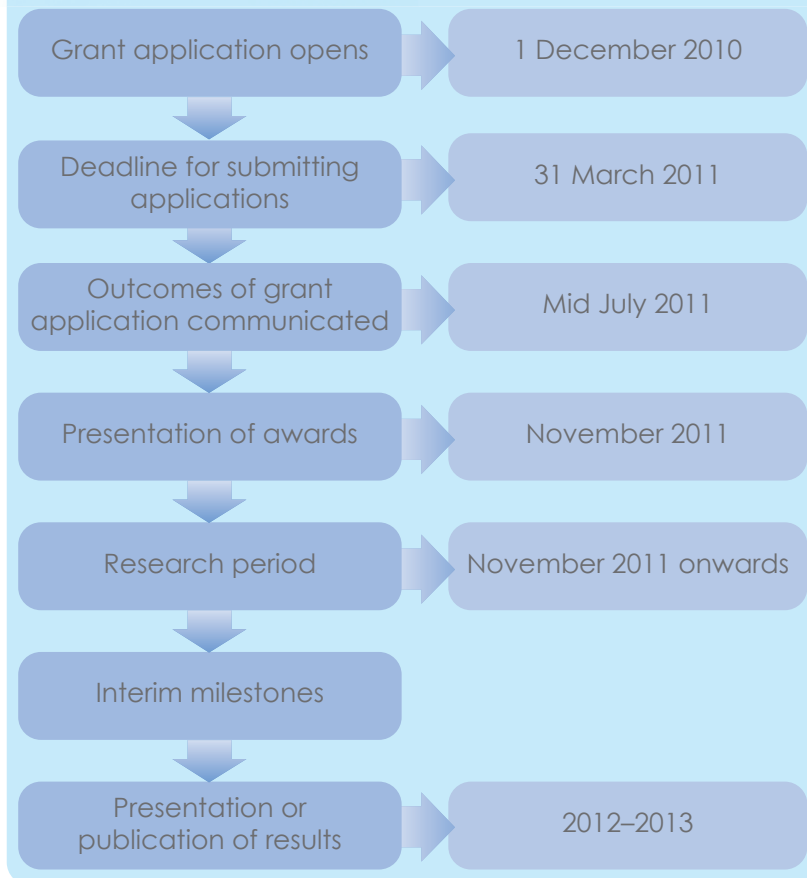 Grant application opens
1 December 2010
Deadline for submitting
applications
31 March 2011
Outcomes of grant
application communicated
Mid July 2011
Presentation of awards
November 2011
Research period
November 2011 onwards
Interim milestones
Presentation or
publication of results
2012–2013